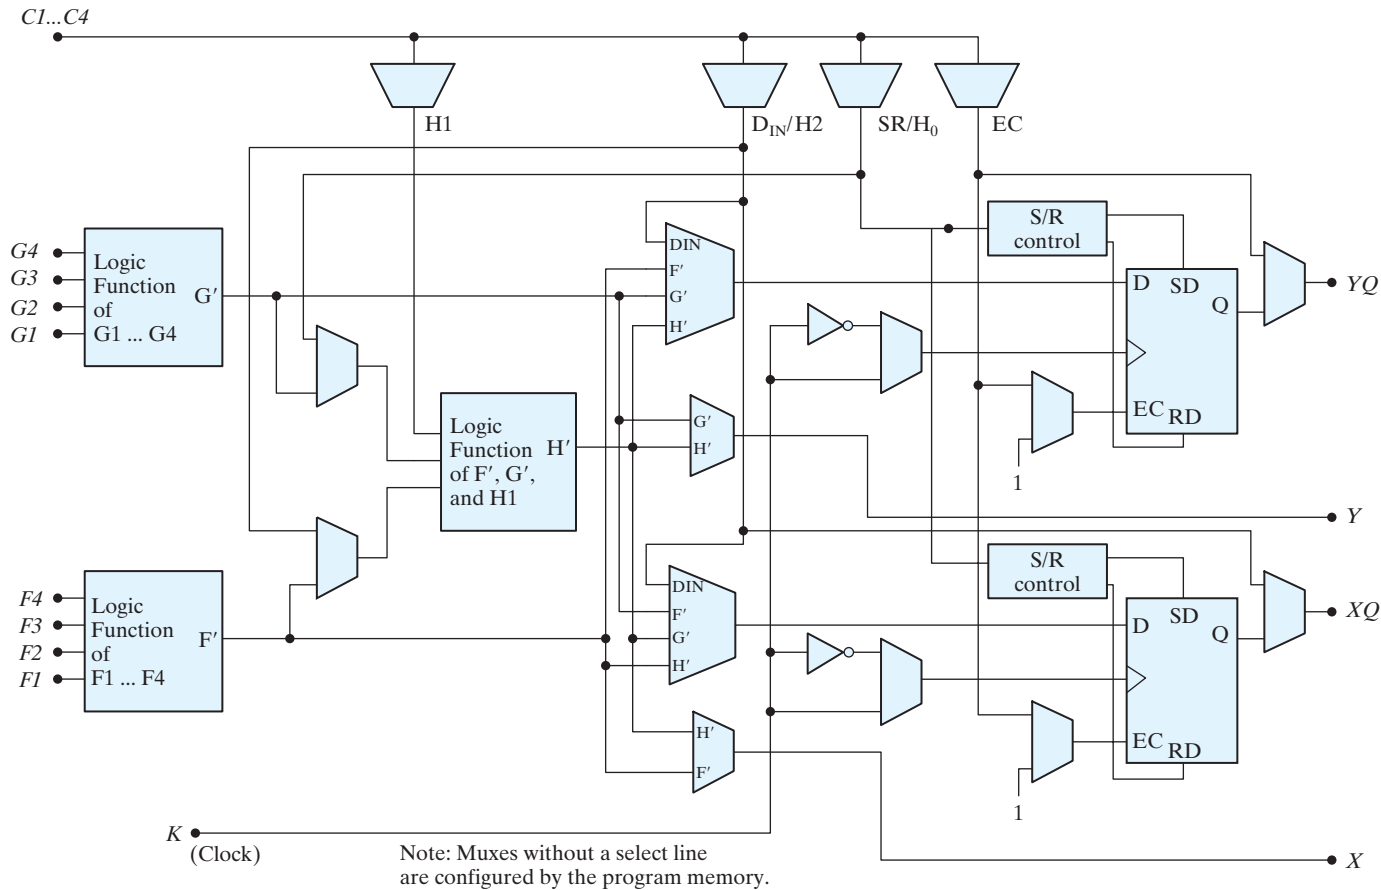 C1...C4
H1
D_IN/H2
SR/H_0
EC
G4
G3
G2
G1
Logic
Function
of
G1 ... G4
G′
DIN
F′
G′
H′
S/R
control
D
SD
Q
EC
RD
YQ
1
Logic
Function
of F′, G′,
and H1
H′
G′
H′
Y
F4
F3
F2
F1
Logic
Function
of
F1 ... F4
F′
DIN
F′
G′
H′
S/R
control
D
SD
Q
EC
RD
XQ
1
H′
F′
K
(Clock)
Note: Muxes without a select line
are configured by the program memory.
X